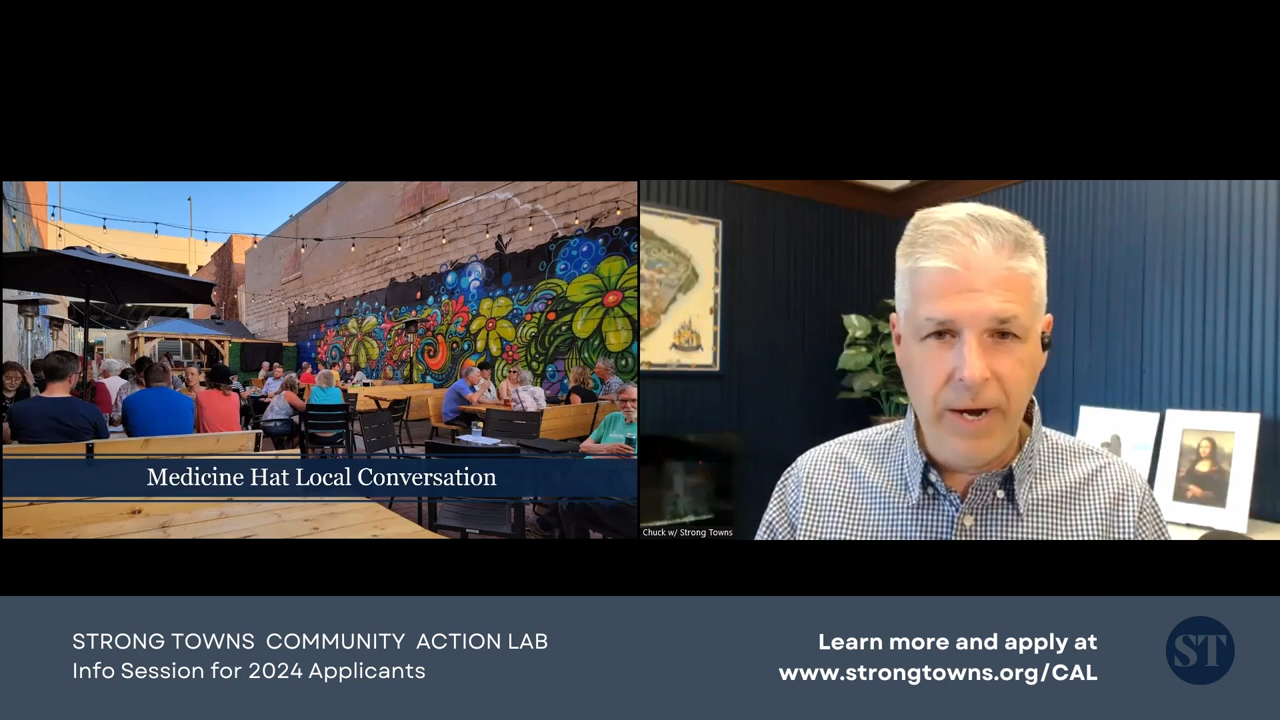 Medicine Hat Local Conversation
Chuck w/ Strong Towns
STRONG TOWNS COMMUNITY ACTION LAB
Info Session for 2024 Applicants
Learn more and apply at
www.strongtowns.org/CAL
ST